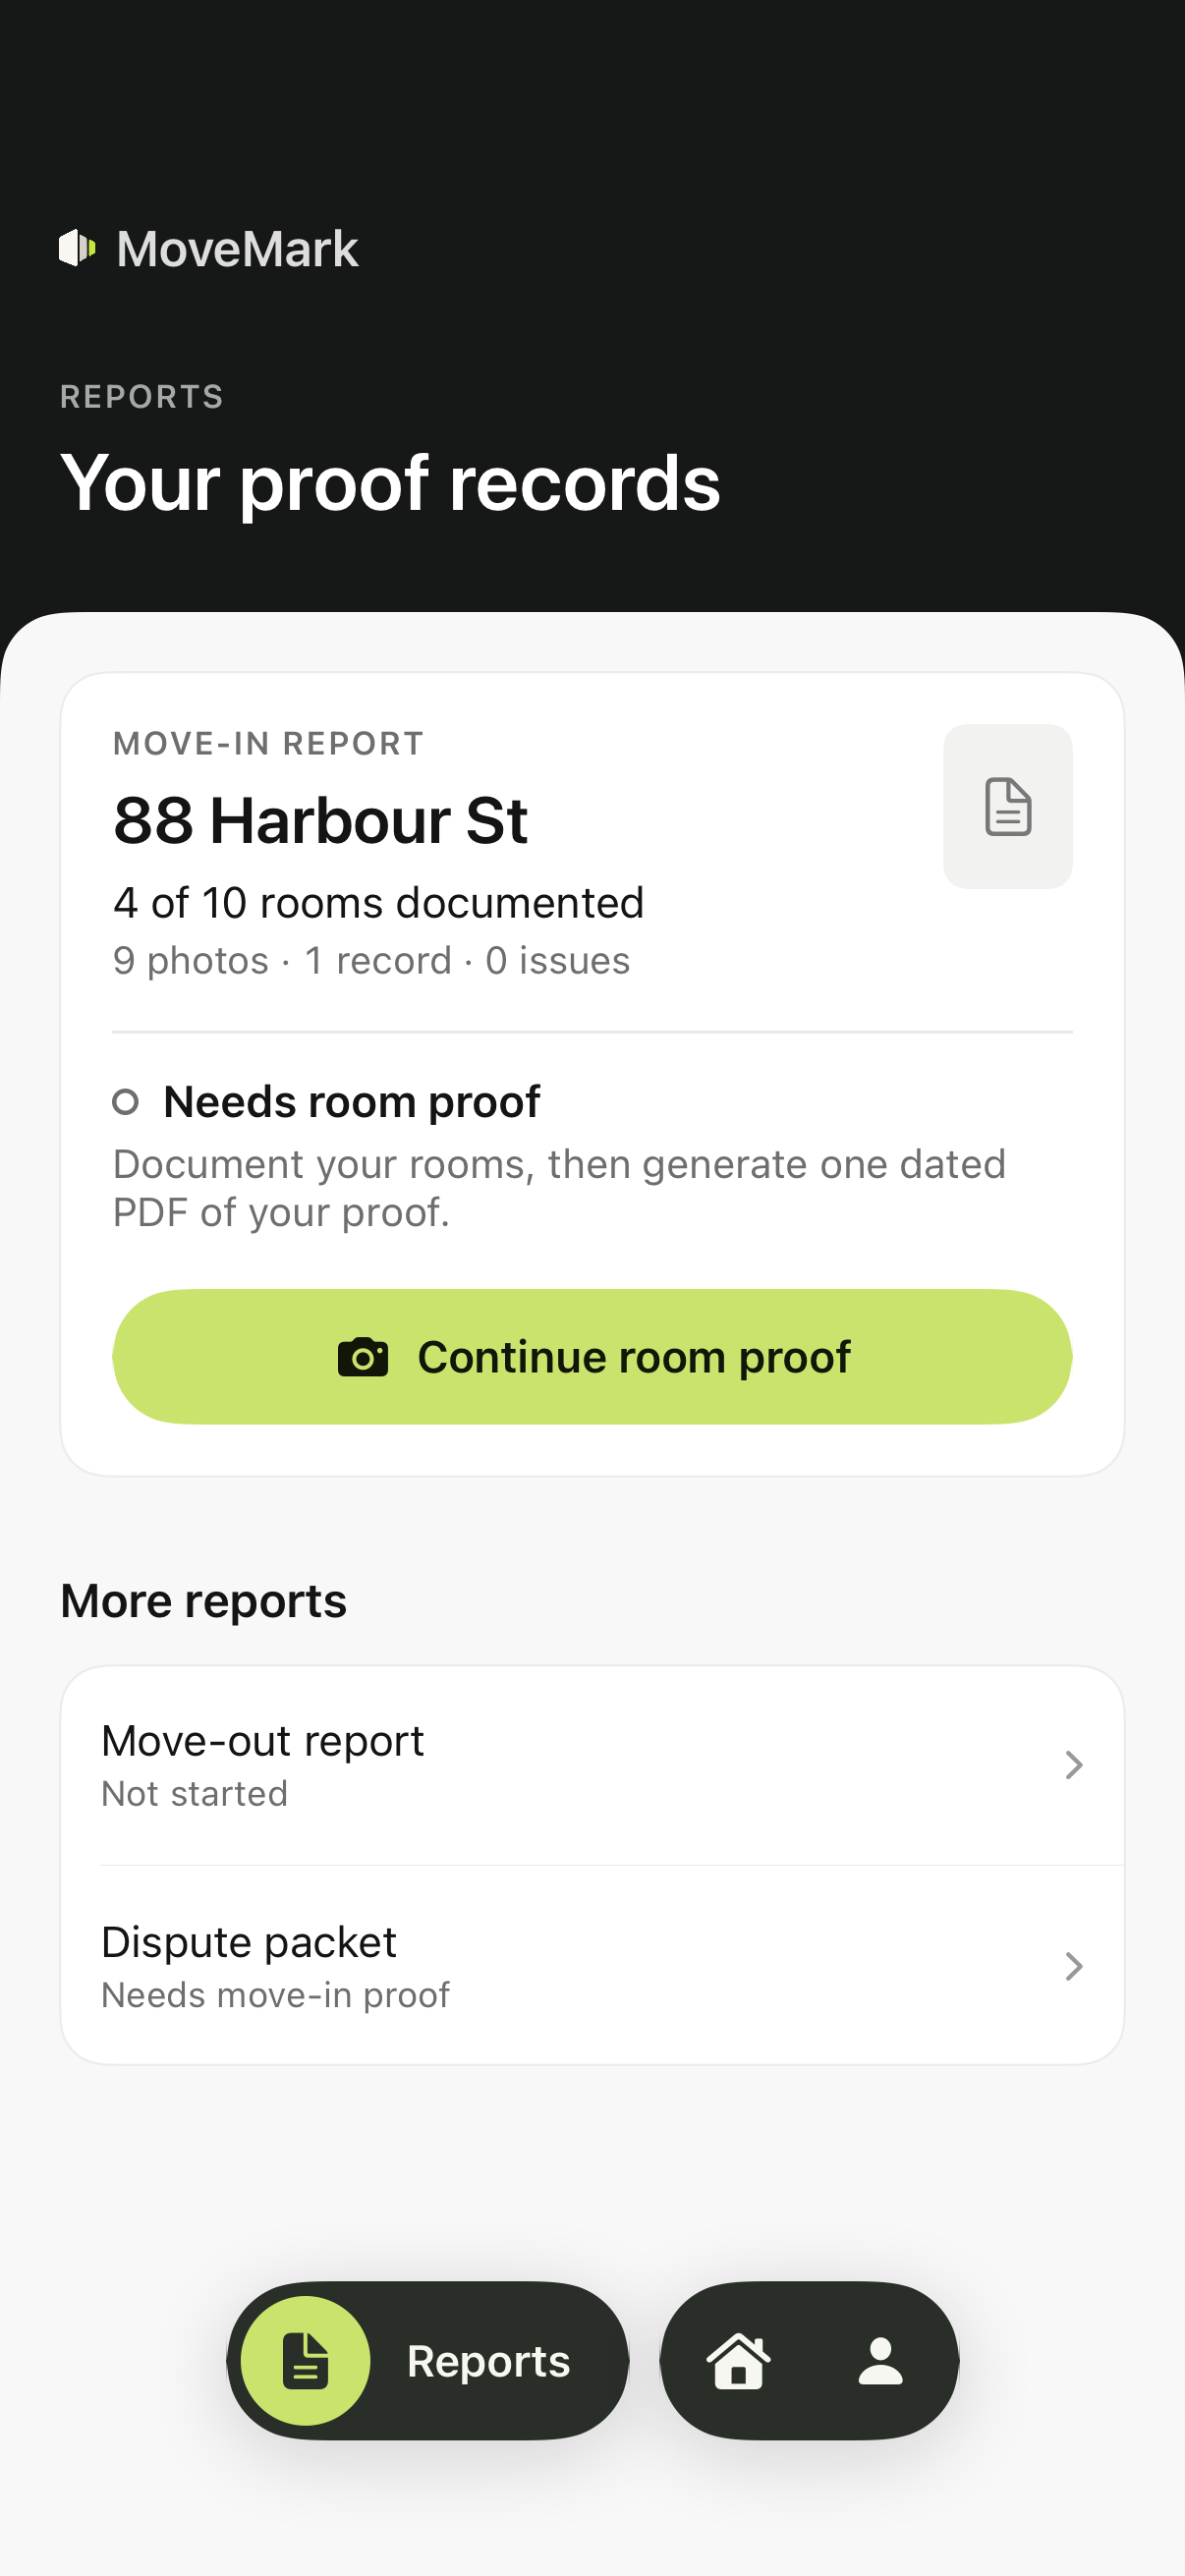 MoveMark
REPORTS
Your proof records
MOVE-IN REPORT
88 Harbour St
4 of 10 rooms documented
9 photos · 1 record · 0 issues
Needs room proof
Document your rooms, then generate one dated
PDF of your proof.
Continue room proof
More reports
Move-out report
Not started
Dispute packet
Needs move-in proof
Reports